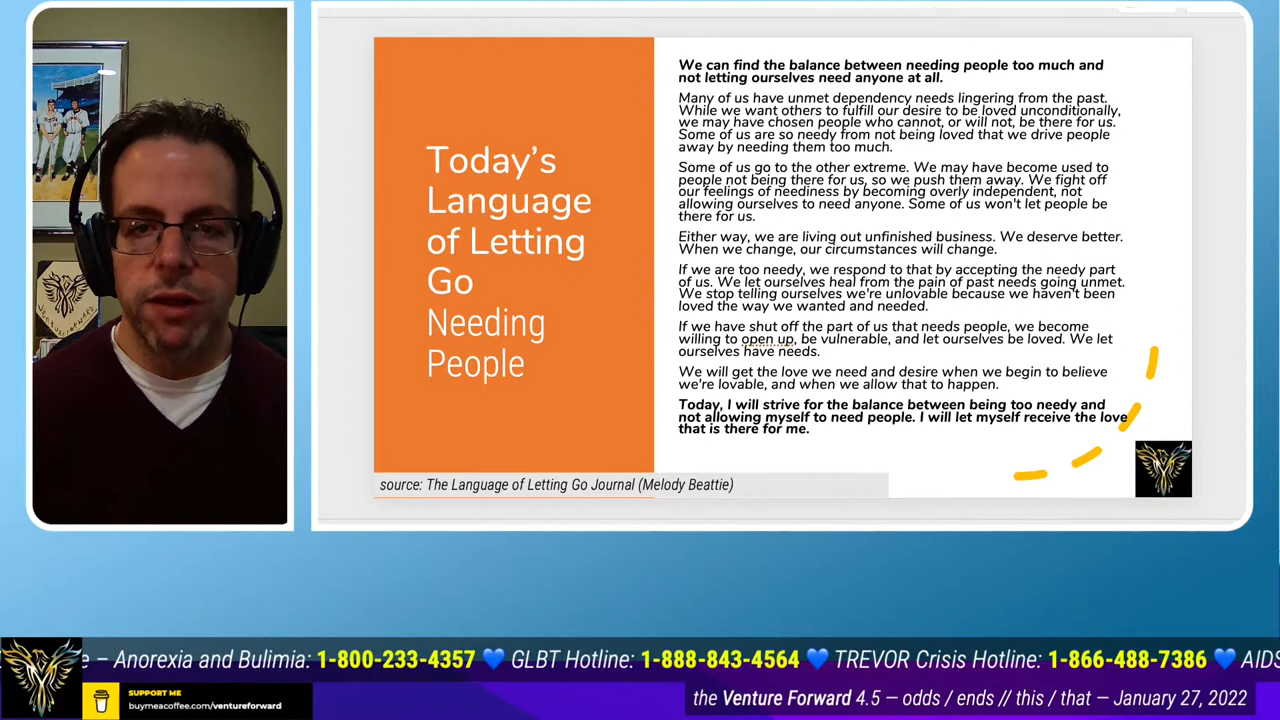 Today's
Language
of Letting
Go
Needing
People
We can find the balance between needing people too much and
not letting ourselves need anyone at all.
Many of us have unmet dependency needs lingering from the past.
While we want others to fulfill our desire to be loved unconditionally,
we may have chosen people who cannot, or will not, be there for us.
Some of us are so needy from not being loved that we drive people
away by needing them too much.
Some of us go to the other extreme. We may have become used to
people not being there for us, so we push them away. We fight off
our feelings of neediness by becoming overly independent, not
allowing ourselves to need anyone. Some of us won't let people be
there for us.
Either way, we are living out unfinished business. We deserve better.
When we change, our circumstances will change.
If we are too needy, we respond to that by accepting the needy part
of us. We let ourselves heal from the pain of past needs going unmet.
We stop telling ourselves we're unlovable because we haven't been
loved the way we wanted and needed.
If we have shut off the part of us that needs people, we become
willing to open up, be vulnerable, and let ourselves be loved. We let
ourselves have needs.
We will get the love we need and desire when we begin to believe
we're lovable, and when we allow that to happen.
Today, I will strive for the balance between being too needy and
not allowing myself to need people. I will let myself receive the love
that is there for me.
source: The Language of Letting Go Journal (Melody Beattie)
e – Anorexia and Bulimia: 1-800-233-4357 💙 GLBT Hotline: 1-888-843-4564 💙 TREVOR Crisis Hotline: 1-866-488-7386 💙 AIDS
SUPPORT ME
buymeacoffee.com/ventureforward
the Venture Forward 4.5 — odds / ends // this / that — January 27, 2022